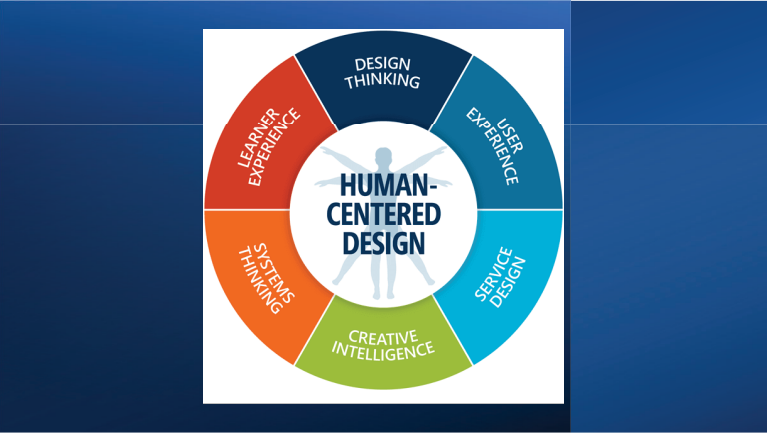 DESIGN
THINKING
USER
EXPERIENCE
SERVICE
DESIGN
CREATIVE
INTELLIGENCE
SYSTEMS
THINKING
LEARNER
EXPERIENCE
HUMAN-
CENTERED
DESIGN